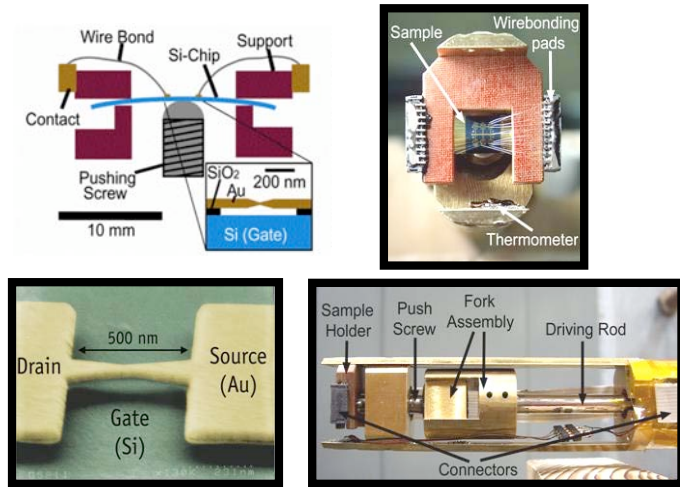 Wire Bond
Support
Si-Chip
Contact
Pushing
Screw
10 mm
SiO2
Au
200 nm
Si (Gate)
Sample
Wirebonding
pads
Thermometer
500 nm
Drain
Source
(Au)
Gate
(Si)
Sample
Holder
Push
Screw
Fork
Assembly
Driving Rod
Connectors